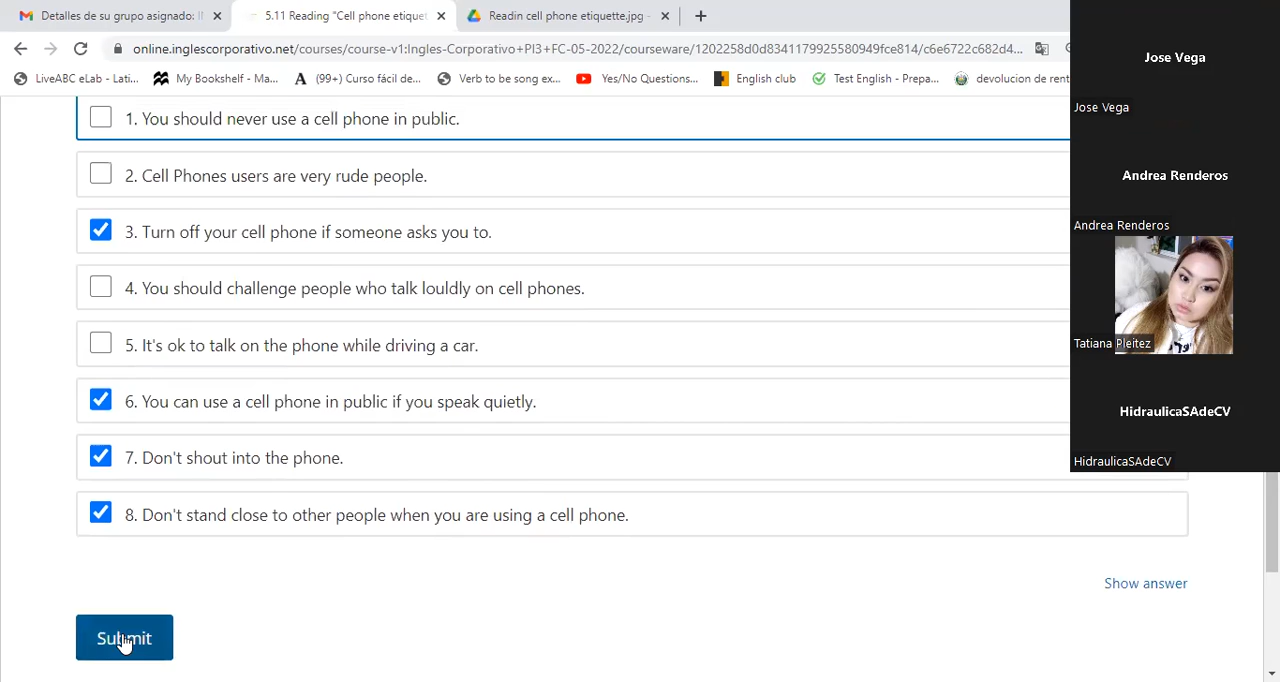 Detalles de su grupo asignado: I
5.11 Reading "Cell phone etiquet
Readin cell phone etiquette.jpg -
online.inglescorporativo.net/courses/course-v1:Ingles-Corporativo+PI3+FC-05-2022/courseware/1202258d0d8341179925580949fce814/c6e6722c682d4...
LiveABC eLab - Lati...
My Bookshelf - Ma...
(99+) Curso fácil de...
Verb to be song ex...
Yes/No Questions...
English club
Test English - Prepa...
devolucion de rent
1. You should never use a cell phone in public.
2. Cell Phones users are very rude people.
3. Turn off your cell phone if someone asks you to.
4. You should challenge people who talk louldly on cell phones.
5. It's ok to talk on the phone while driving a car.
6. You can use a cell phone in public if you speak quietly.
7. Don't shout into the phone.
8. Don't stand close to other people when you are using a cell phone.
Show answer
Submit
Jose Vega
Jose Vega
Andrea Renderos
Andrea Renderos
Tatiana Pleitez
HidraulicaSAdeCV
HidraulicaSAdeCV